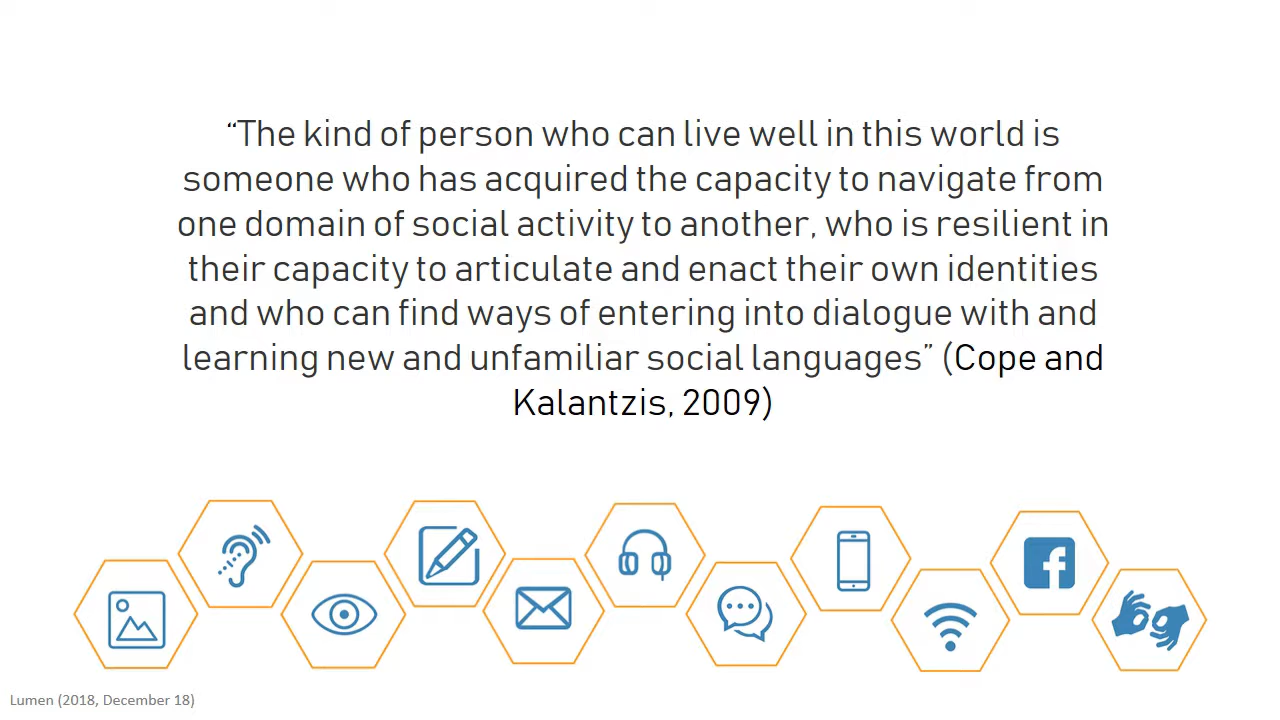 “The kind of person who can live well in this world is
someone who has acquired the capacity to navigate from
one domain of social activity to another, who is resilient in
their capacity to articulate and enact their own identities
and who can find ways of entering into dialogue with and
learning new and unfamiliar social languages” (Cope and
Kalantzis, 2009)
Lumen (2018, December 18)